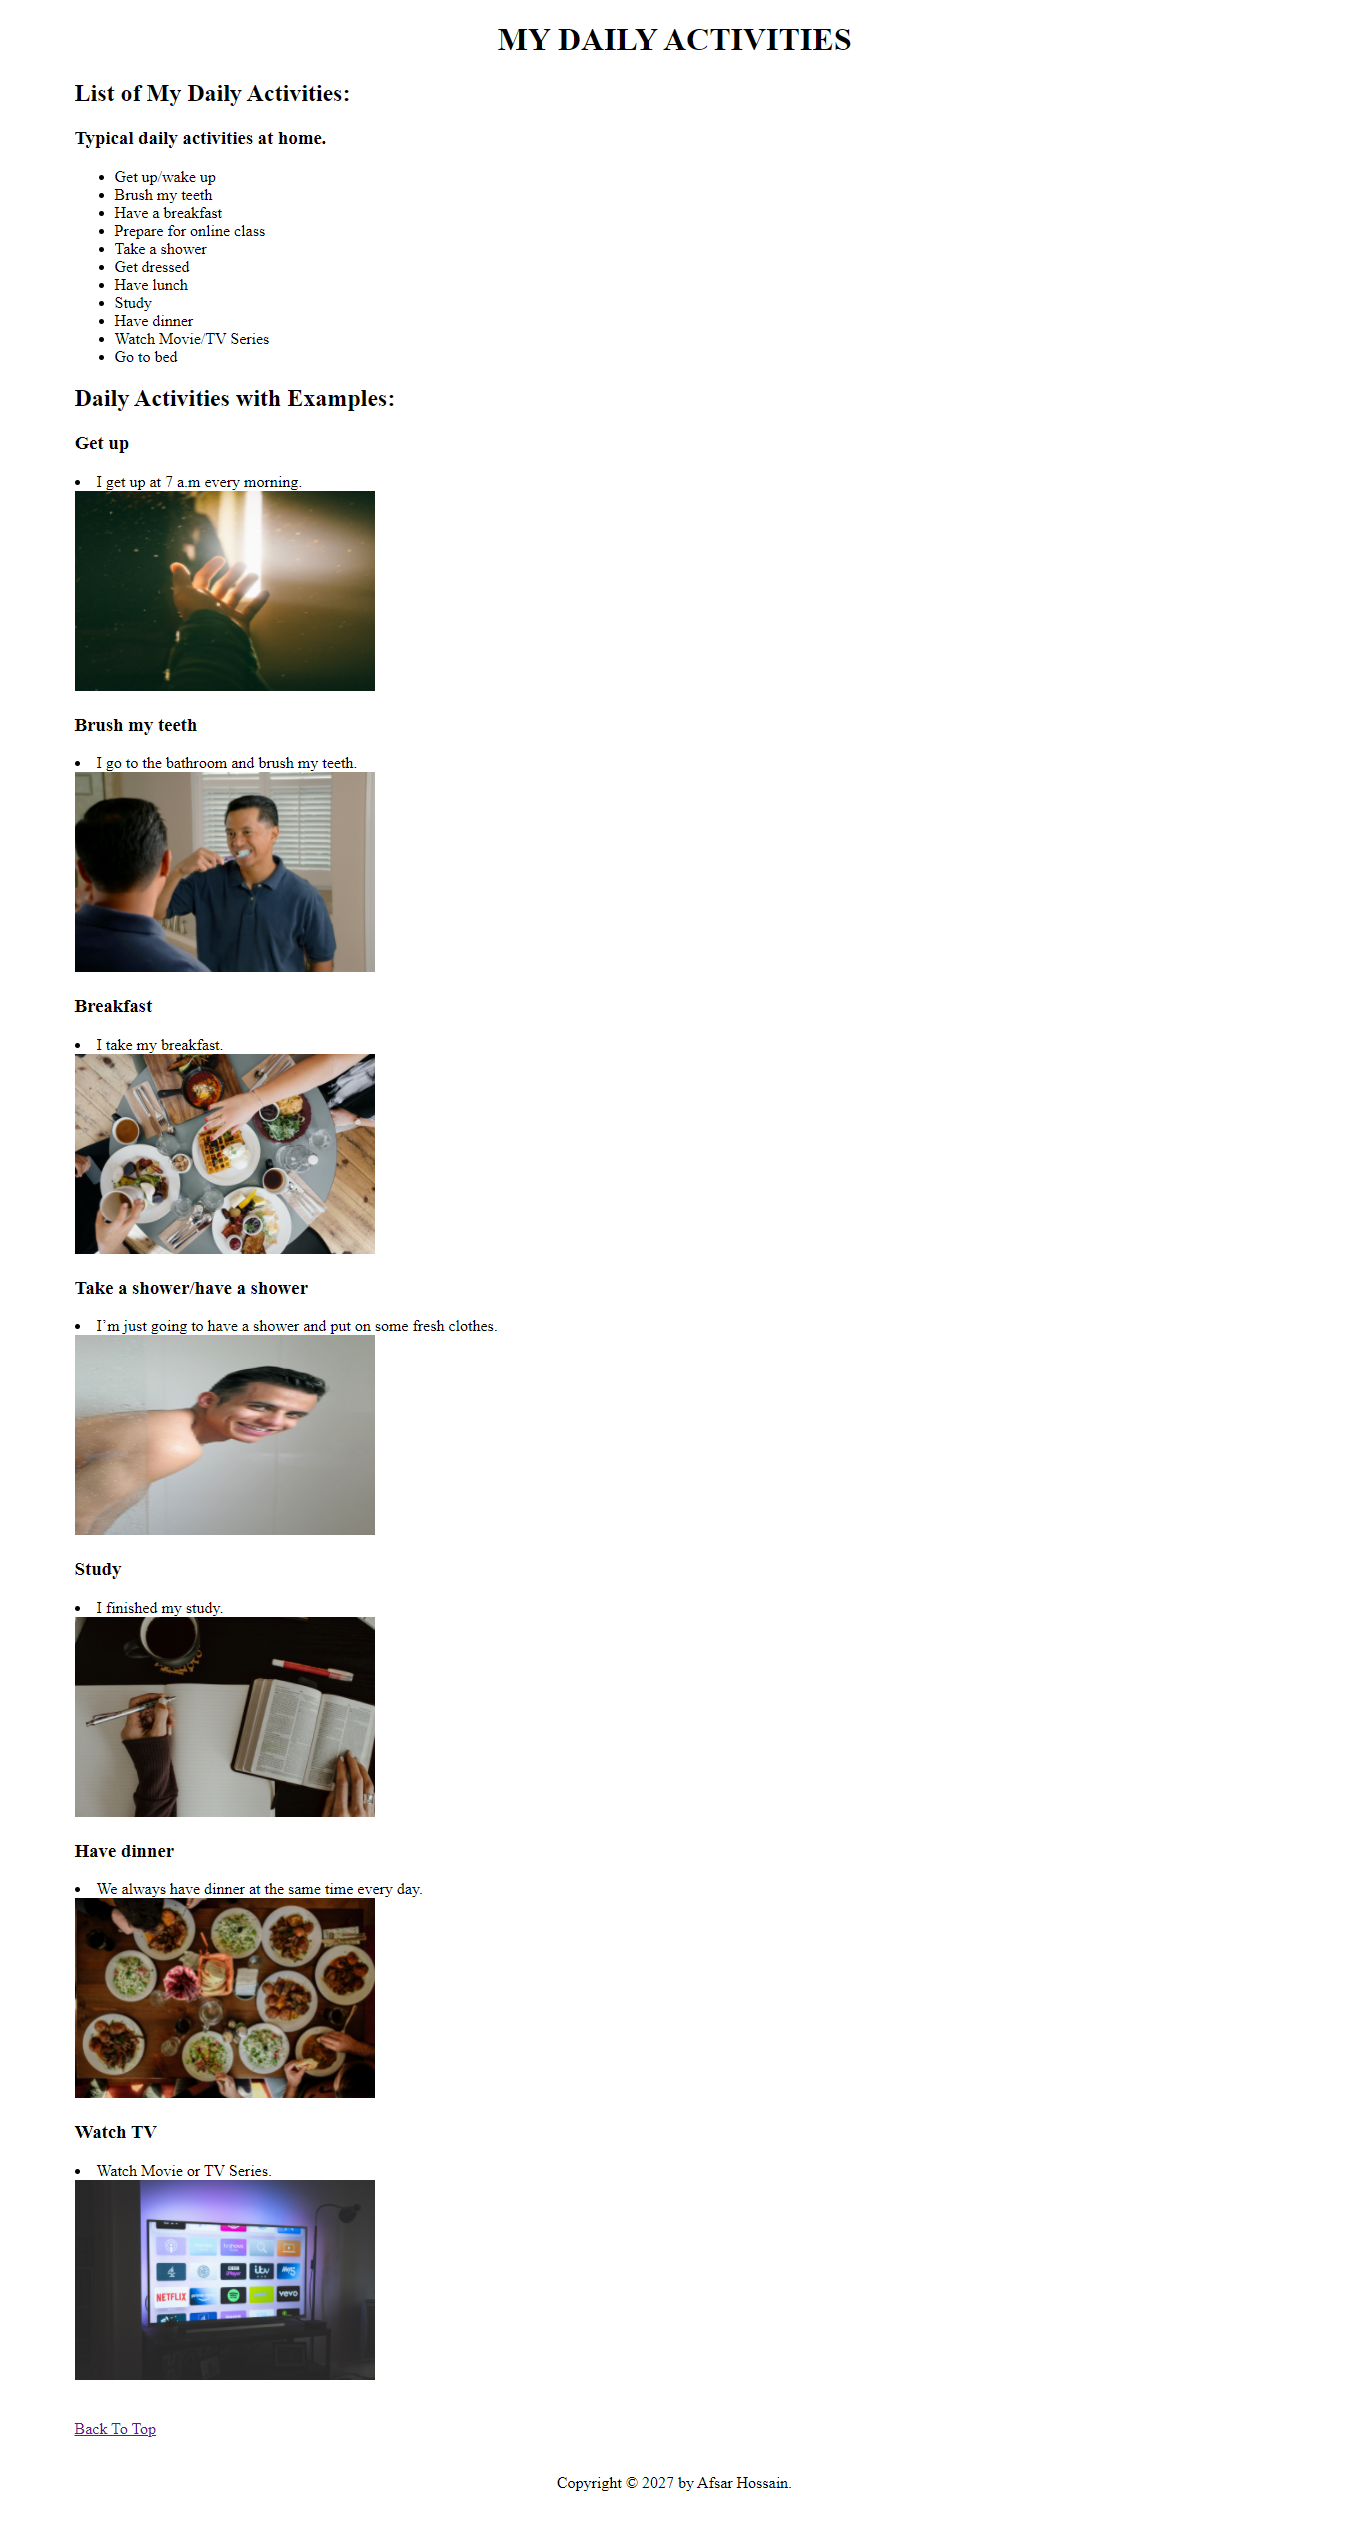 MY DAILY ACTIVITIES
List of My Daily Activities:
Typical daily activities at home.
Get up/wake up
Brush my teeth
Have a breakfast
Prepare for online class
Take a shower
Get dressed
Have lunch
Study
Have dinner
Watch Movie/TV Series
Go to bed
Daily Activities with Examples:
Get up
I get up at 7 a.m every morning.
Brush my teeth
I go to the bathroom and brush my teeth.
Breakfast
I take my breakfast.
Take a shower/have a shower
I’m just going to have a shower and put on some fresh clothes.
Study
I finished my study.
Have dinner
We always have dinner at the same time every day.
Watch TV
Watch Movie or TV Series.
itv
My5
NETFLIX
vevo
Back To Top
Copyright © 2027 by Afsar Hossain.